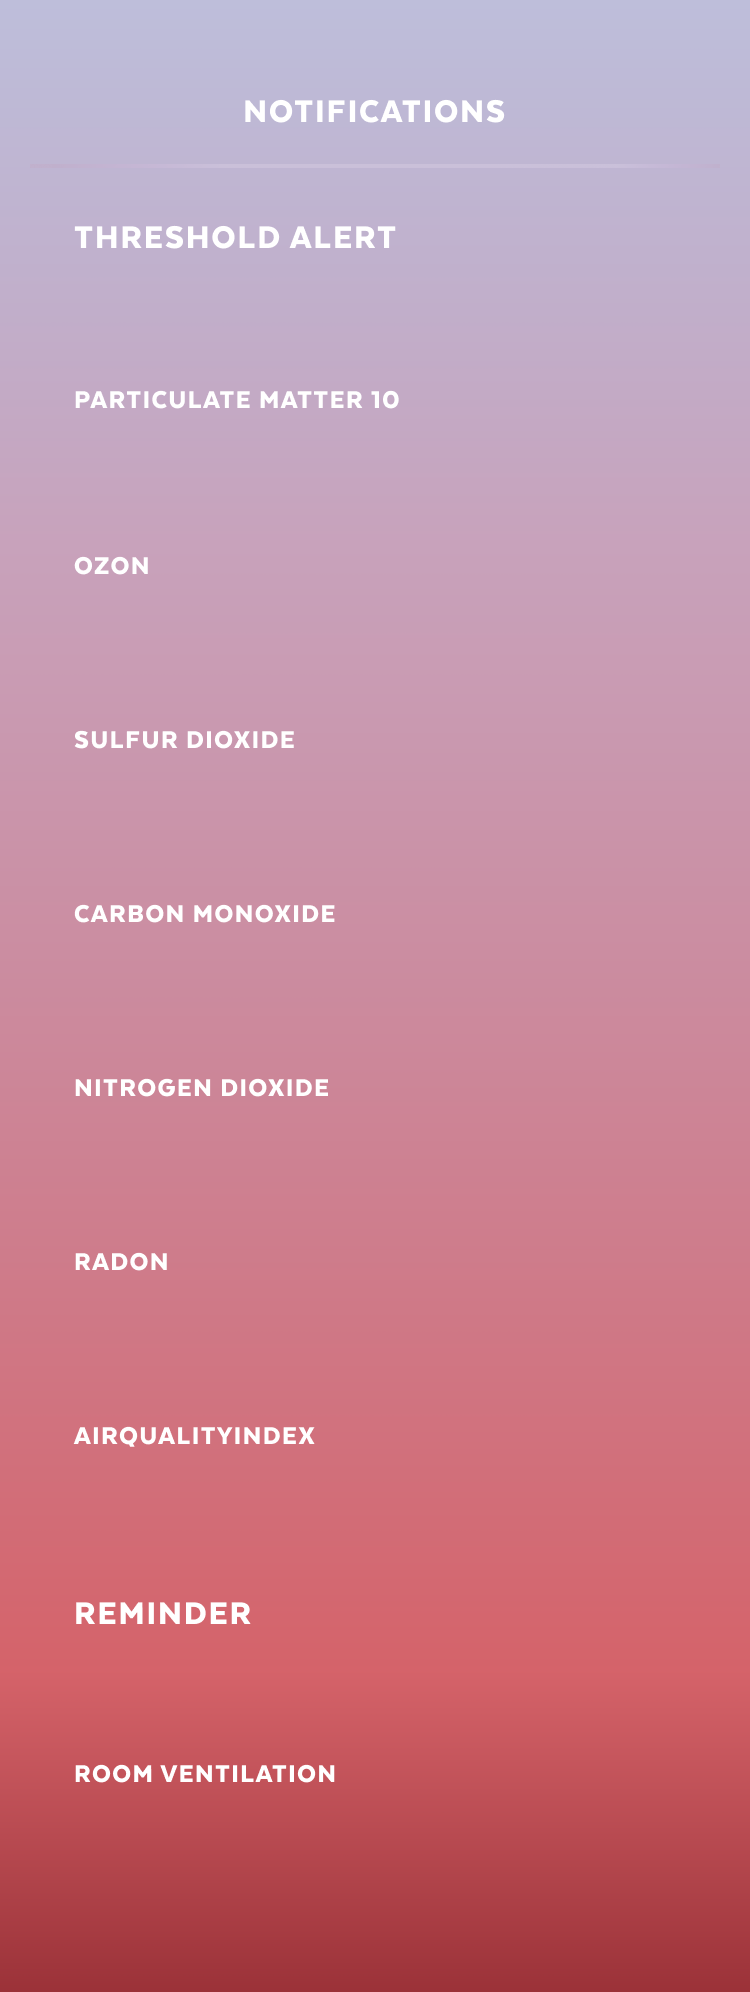 NOTIFICATIONS
THRESHOLD ALERT
PARTICULATE MATTER 10
OZON
SULFUR DIOXIDE
CARBON MONOXIDE
NITROGEN DIOXIDE
RADON
AIRQUALITYINDEX
REMINDER
ROOM VENTILATION